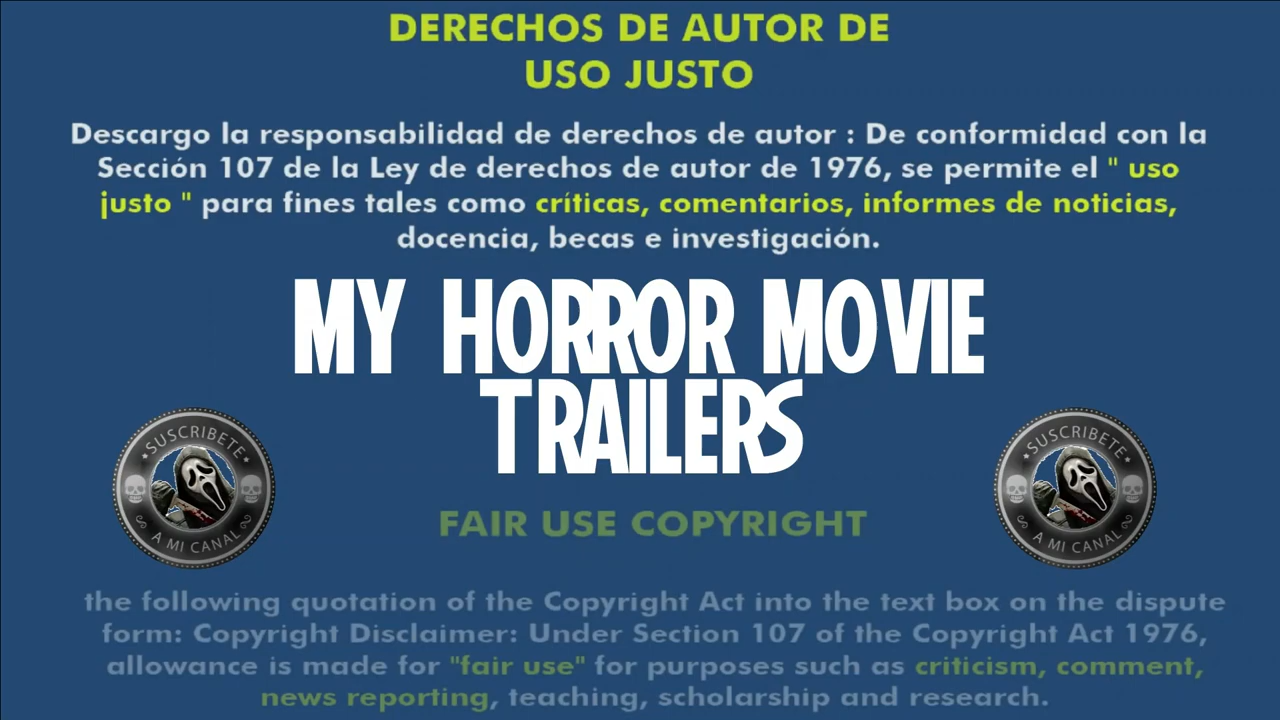 DERECHOS DE AUTOR DE
USO JUSTO
Descargo la responsabilidad de derechos de autor : De conformidad con la
Sección 107 de la Ley de derechos de autor de 1976, se permite el " uso
justo " para fines tales como críticas, comentarios, informes de noticias,
docencia, becas e investigación.
MY HORROR MOVIE
TRAILERS
SUSCRIBETE
A MI CANAL
SUSCRIBETE
A MI CANAL
FAIR USE COPYRIGHT
the following quotation of the Copyright Act into the text box on the dispute
form: Copyright Disclaimer: Under Section 107 of the Copyright Act 1976,
allowance is made for "fair use" for purposes such as criticism, comment,
news reporting, teaching, scholarship and research.